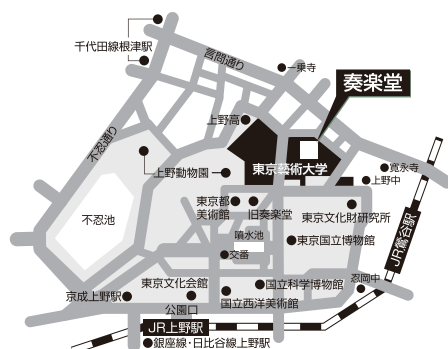 千代田線根津駅
言問通り
一乗寺
奏楽堂
上野高
不忍通り
東京藝術大学
寛永寺
上野中
上野動物園
東京都
美術館
旧奏楽堂
東京文化財研究所
不忍池
噴水池
東京国立博物館
交番
JR鶯谷駅
東京文化会館
国立科学博物館
忍岡中
京成上野駅
公園口
国立西洋美術館
JR上野駅
銀座線・日比谷線上野駅